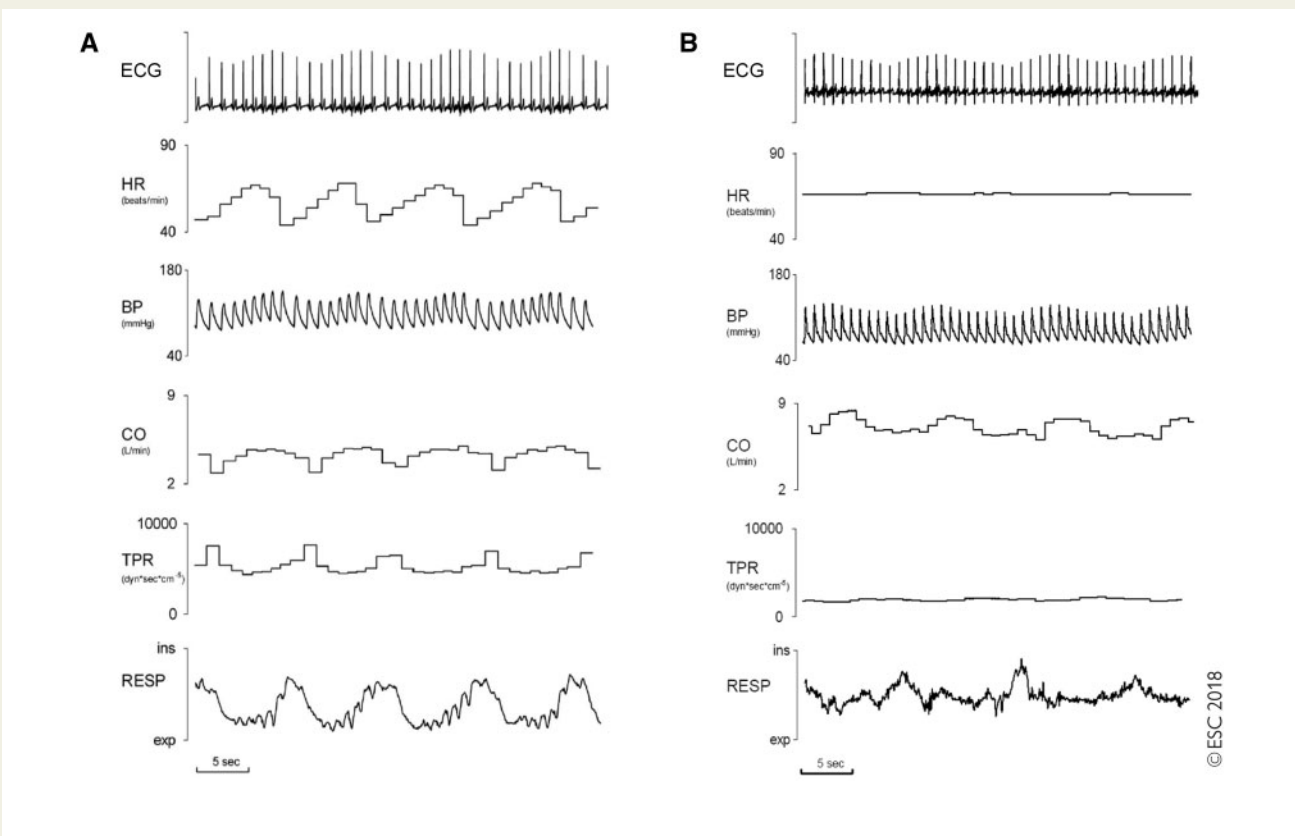 A
ECG
90
HR
(beats/min)
40
180
BP
(mmHg)
40
9
CO
(L/min)
2
10000
TPR
(dyn*sec*cm-5)
0
ins
RESP
exp
5 sec
B
ECG
90
HR
(beats/min)
40
180
BP
(mmHg)
40
9
CO
(L/min)
2
10000
TPR
(dyn*sec*cm-5)
0
ins
RESP
exp
5 sec
©ESC 2018